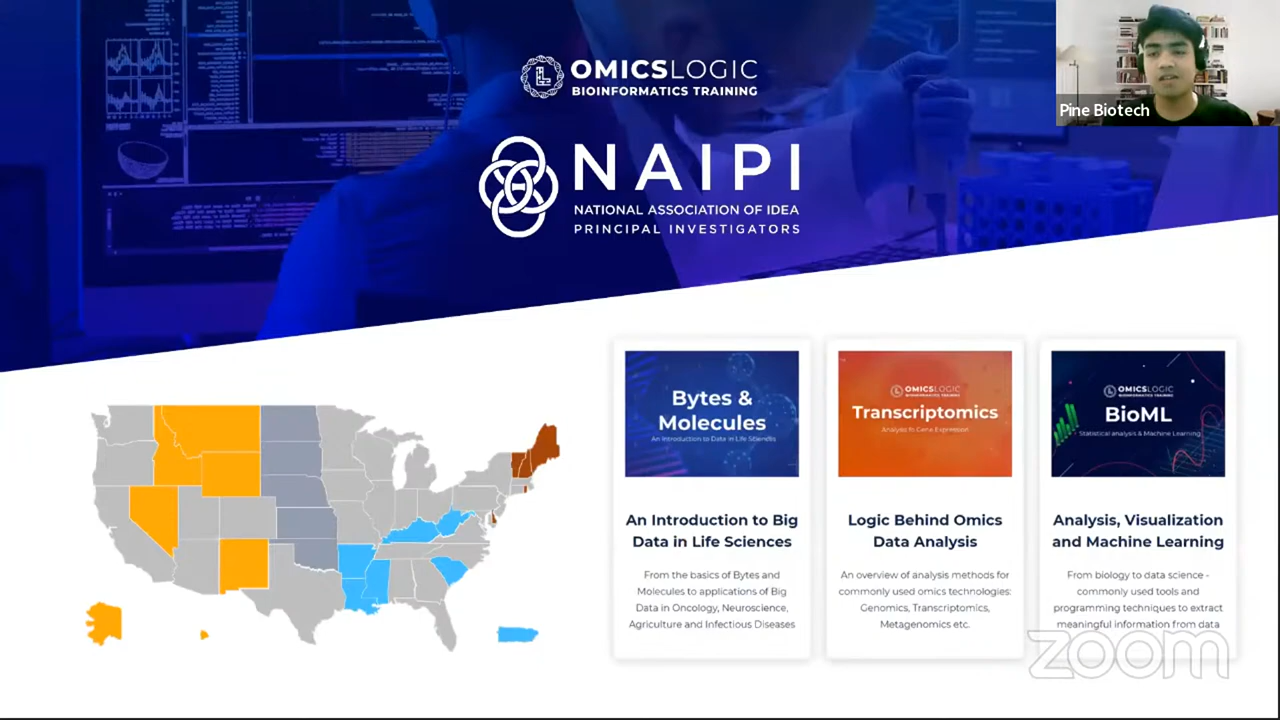 OMICSLOGIC
BIOINFORMATICS TRAINING
Pine Biotech
NAIPI
NATIONAL ASSOCIATION OF IDEA
PRINCIPAL INVESTIGATORS
Bytes &
Molecules
An Introduction to Data in Life Sciences
An Introduction to Big
Data in Life Sciences
From the basics of Bytes and
Molecules to applications of Big
Data in Oncology, Neuroscience,
Agriculture and Infectious Diseases
OMICSLOGIC
BIOINFORMATICS TRAINING
Transcriptomics
Analysis fo Gene Expression
Logic Behind Omics
Data Analysis
An overview of analysis methods for
commonly used omics technologies:
Genomics, Transcriptomics,
Metagenomics etc.
OMICSLOGIC
BIOINFORMATICS TRAINING
BioML
Statistical analysis & Machine Learning
Analysis, Visualization
and Machine Learning
From biology to data science -
commonly used tools and
programming techniques to extract
meaningful information from data
zoom